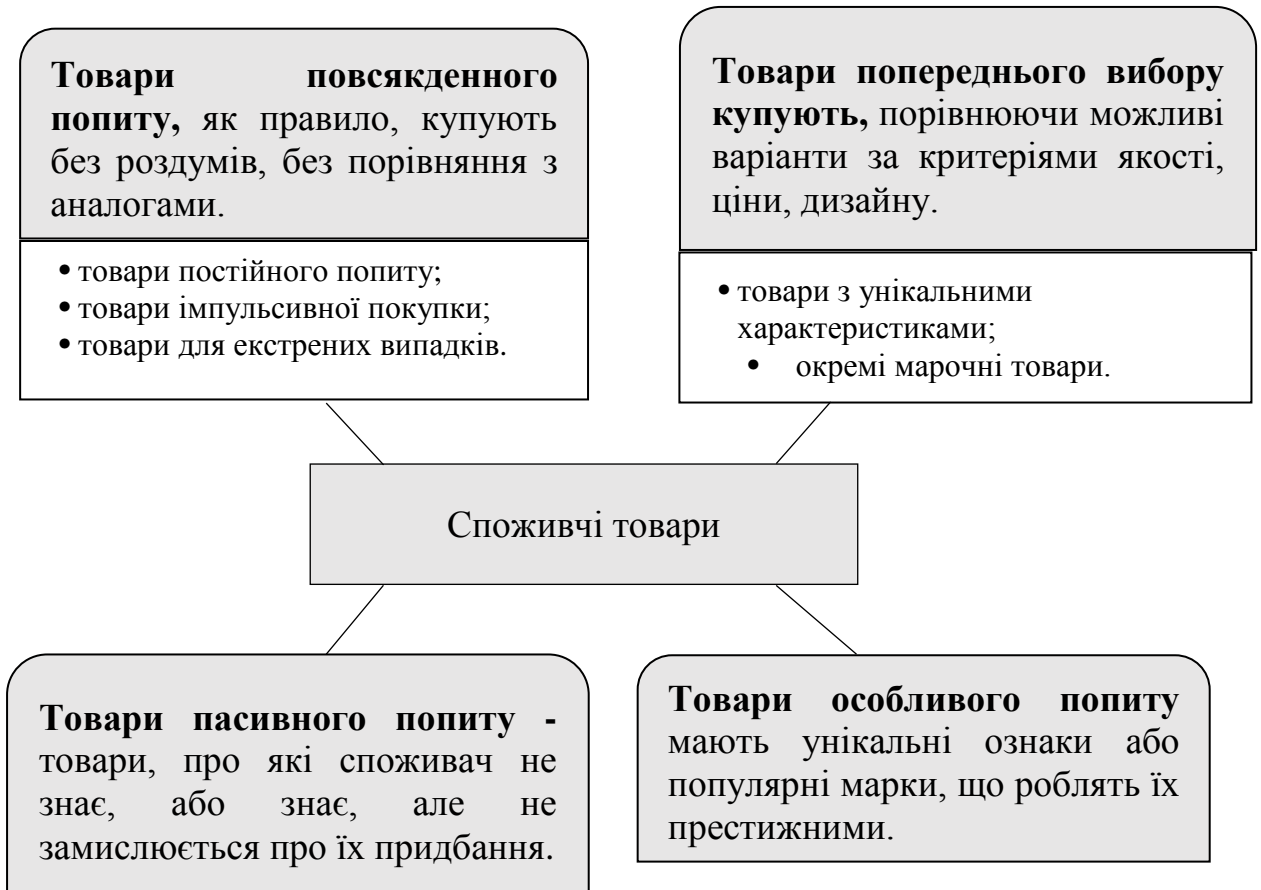 Товари повсякденного
попиту, як правило, купують
без роздумів, без порівняння з
аналогами.
• товари постійного попиту;
• товари імпульсивної покупки;
• товари для екстрених випадків.
Товари попереднього вибору
купують, порівнюючи можливі
варіанти за критеріями якості,
ціни, дизайну.
• товари з унікальними
характеристиками;
• окремі марочні товари.
Споживчі товари
Товари пасивного попиту -
товари, про які споживач не
знає, або знає, але не
замислюється про їх придбання.
Товари особливого попиту
мають унікальні ознаки або
популярні марки, що роблять їх
престижними.